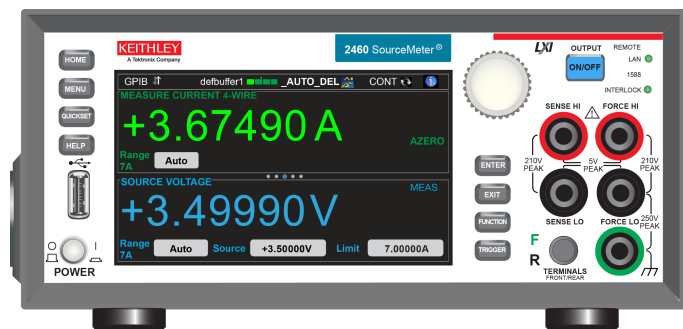 KEITHLEY
A Tektronix Company
2460 SourceMeter®
HOME
MENU
QUICKSET
HELP
POWER
GPIB defbuffer1 _AUTO_DEL CONT i
MEASURE CURRENT 4-WIRE
+3.67490 A
AZERO
Range Auto
7A
SOURCE VOLTAGE
MEAS
+3.49990 V
Range Auto Source +3.50000V Limit 7.00000A
7A
ENTER
EXIT
FUNCTION
TRIGGER
LXI
OUTPUT
ON/OFF
REMOTE
LAN
1588
INTERLOCK
SENSE HI FORCE HI
210V PEAK
5V PEAK
210V PEAK
SENSE LO FORCE LO
250V PEAK
F
R
TERMINALS
FRONT/REAR